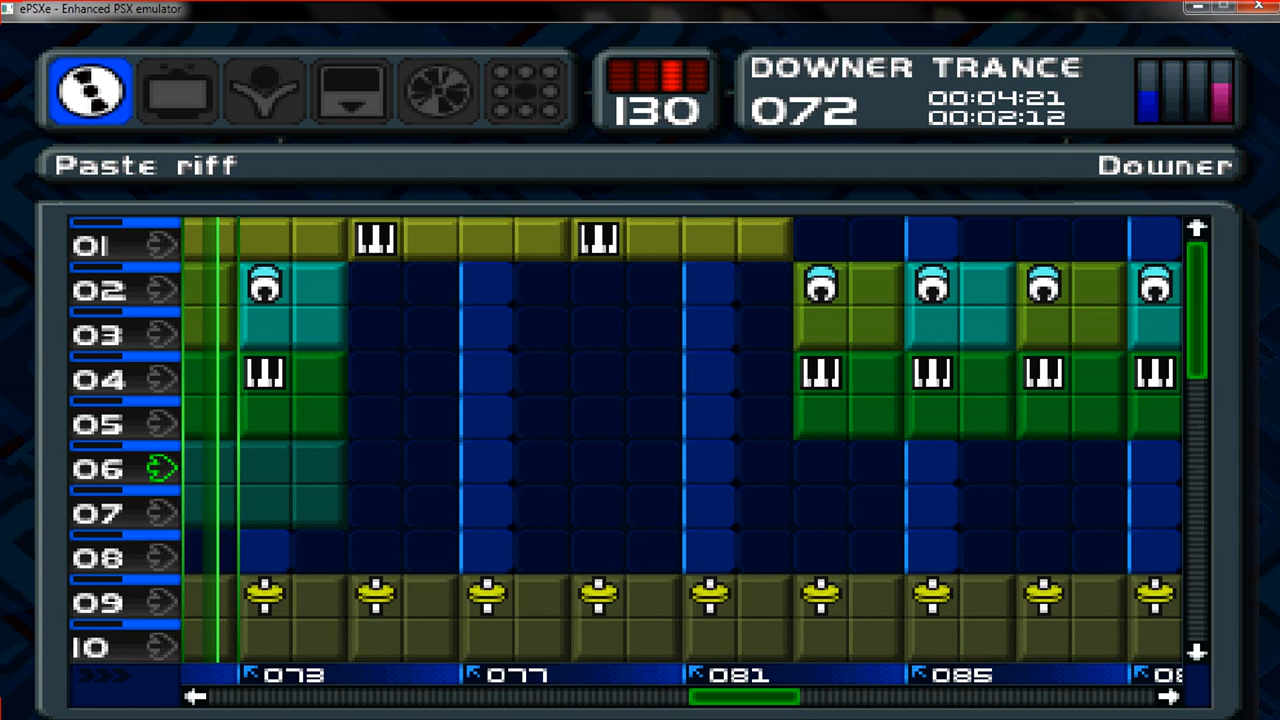 ePSXe - Enhanced PSX emulator
130
DOWNER TRANCE
072
00:04:21
00:02:12
Paste riff
Downer
01
02
03
04
05
06
07
08
09
10
073 077 081 085